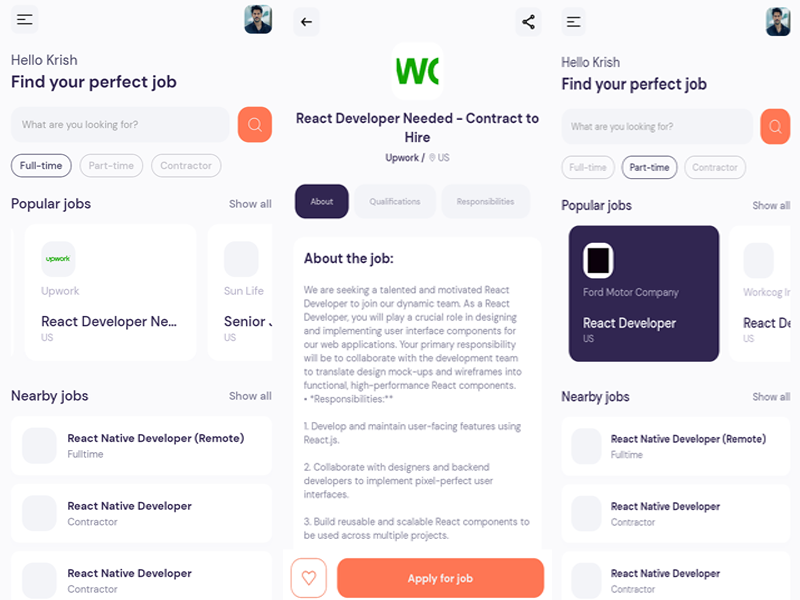 Hello Krish
Find your perfect job
What are you looking for?
Full-time
Part-time
Contractor
Popular jobs
Show all
upwork
Upwork
React Developer Ne...
US
Sun Life
Senior
US
Nearby jobs
Show all
React Native Developer (Remote)
Fulltime
React Native Developer
Contractor
React Native Developer
Contractor
React Developer Needed - Contract to
Hire
Upwork / US
About
Qualifications
Responsibilities
About the job:
We are seeking a talented and motivated React
Developer to join our dynamic team. As a React
Developer, you will play a crucial role in designing
and implementing user interface components for
our web applications. Your primary responsibility
will be to collaborate with the development team
to translate design mock-ups and wireframes into
functional, high-performance React components.
• *Responsibilities:**
1. Develop and maintain user-facing features using
React.js.
2. Collaborate with designers and backend
developers to implement pixel-perfect user
interfaces.
3. Build reusable and scalable React components to
be used across multiple projects.
Apply for job
Hello Krish
Find your perfect job
What are you looking for?
Full-time
Part-time
Contractor
Popular jobs
Show all
Ford Motor Company
React Developer
US
Workcog In
React De
US
Nearby jobs
Show all
React Native Developer (Remote)
Fulltime
React Native Developer
Contractor
React Native Developer
Contractor